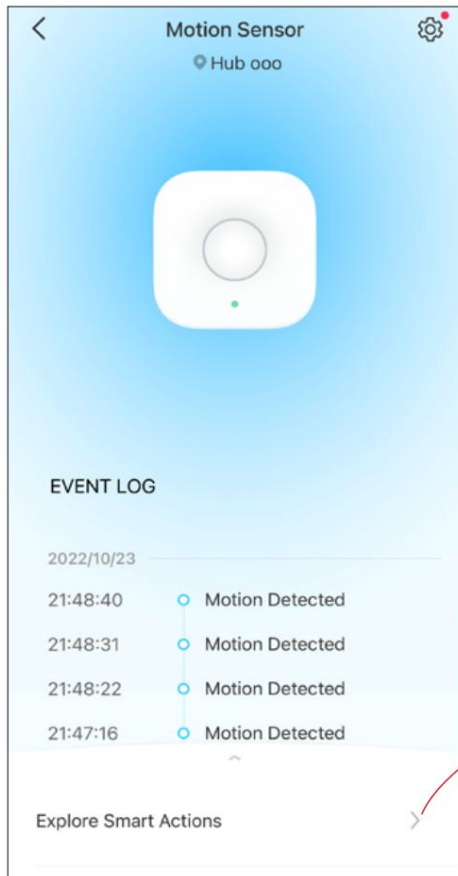 Motion Sensor
Hub ooo
EVENT LOG
2022/10/23
21:48:40 Motion Detected
21:48:31 Motion Detected
21:48:22 Motion Detected
21:47:16 Motion Detected
Explore Smart Actions